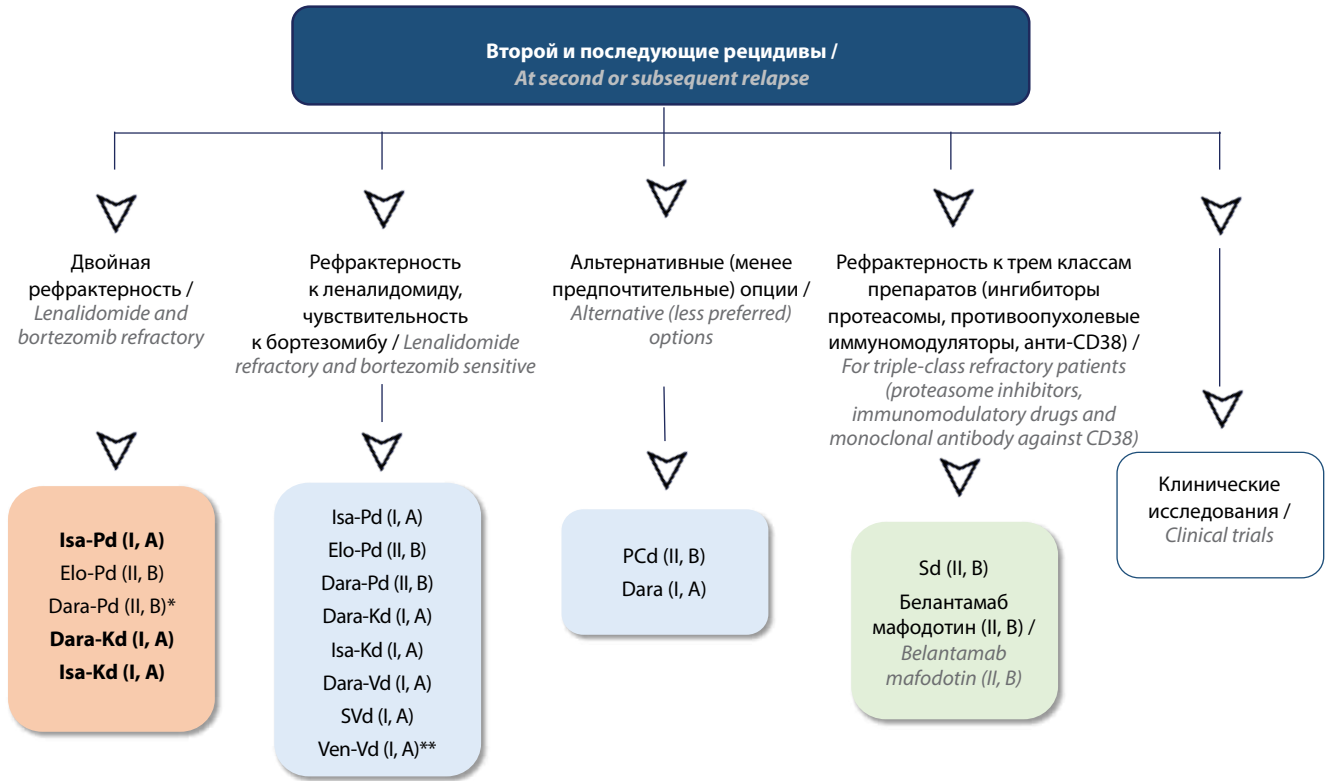 Второй и последующие рецидивы /
At second or subsequent relapse
Двойная
рефрактерность /
Lenalidomide and
bortezomib refractory
Рефрактерность
к леналидомиду,
чувствительность
к бортезомибу / Lenalidomide
refractory and bortezomib sensitive
Альтернативные (менее
предпочтительные) опции /
Alternative (less preferred)
options
Рефрактерность к трем классам
препаратов (ингибиторы
протеасомы, противоопухолевые
иммуномодуляторы, анти-CD38) /
For triple-class refractory patients
(proteasome inhibitors,
immunomodulatory drugs and
monoclonal antibody against CD38)
Isa-Pd (I, A)
Elo-Pd (II, B)
Dara-Pd (II, B)*
Dara-Kd (I, A)
Isa-Kd (I, A)
Isa-Pd (I, A)
Elo-Pd (II, B)
Dara-Pd (II, B)
Dara-Kd (I, A)
Isa-Kd (I, A)
Dara-Vd (I, A)
SVd (I, A)
Ven-Vd (I, A)**
PCd (II, B)
Dara (I, A)
Sd (II, B)
Белантамаб
мафодотин (II, B) /
Belantamab
mafodotin (II, B)
Клинические
исследования /
Clinical trials